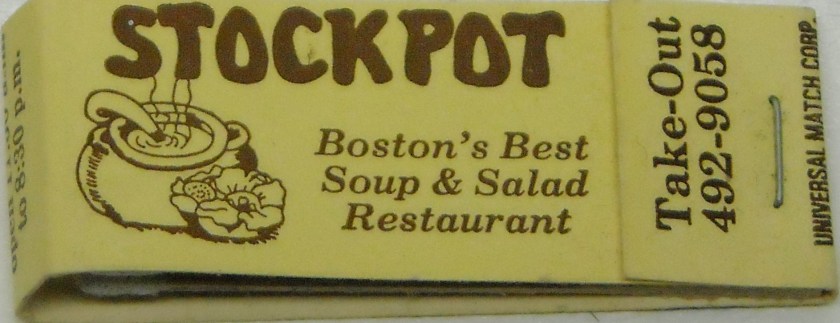 STOCKPOT
Boston's Best
Soup & Salad
Restaurant
Take-Out
492-9058
UNIVERSAL MATCH CORP.
to 8:30 p.m.